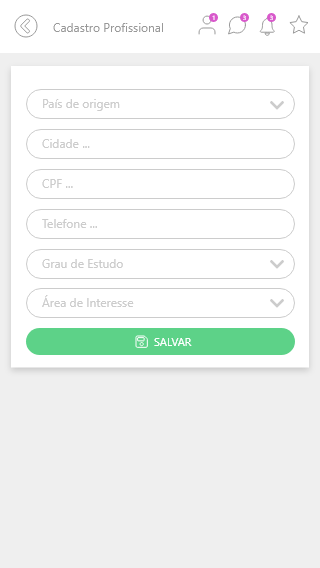 Cadastro Profissional
1
3
3
País de origem
Cidade ...
CPF ...
Telefone ...
Grau de Estudo
Área de Interesse
SALVAR